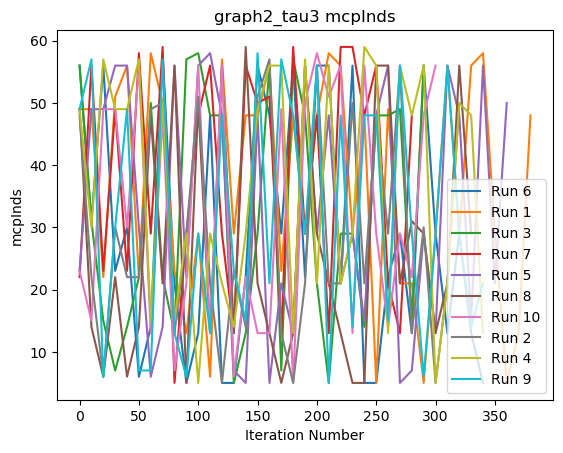 graph2_tau3 mcpInds
60
50
40
30
20
10
mcpInds
0
50
100
150
200
250
300
350
Iteration Number
Run 6
Run 1
Run 3
Run 7
Run 5
Run 8
Run 10
Run 2
Run 4
Run 9